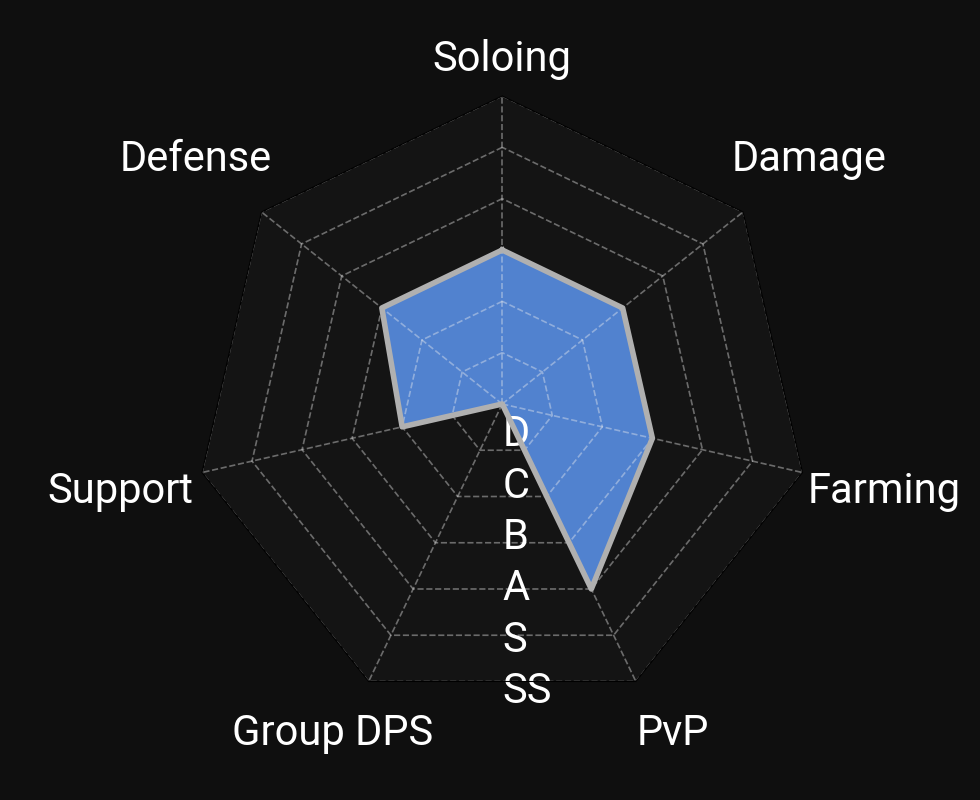 Soloing
Defense
Damage
D
C
Support
Farming
B
A
S
SS
Group DPS
PvP